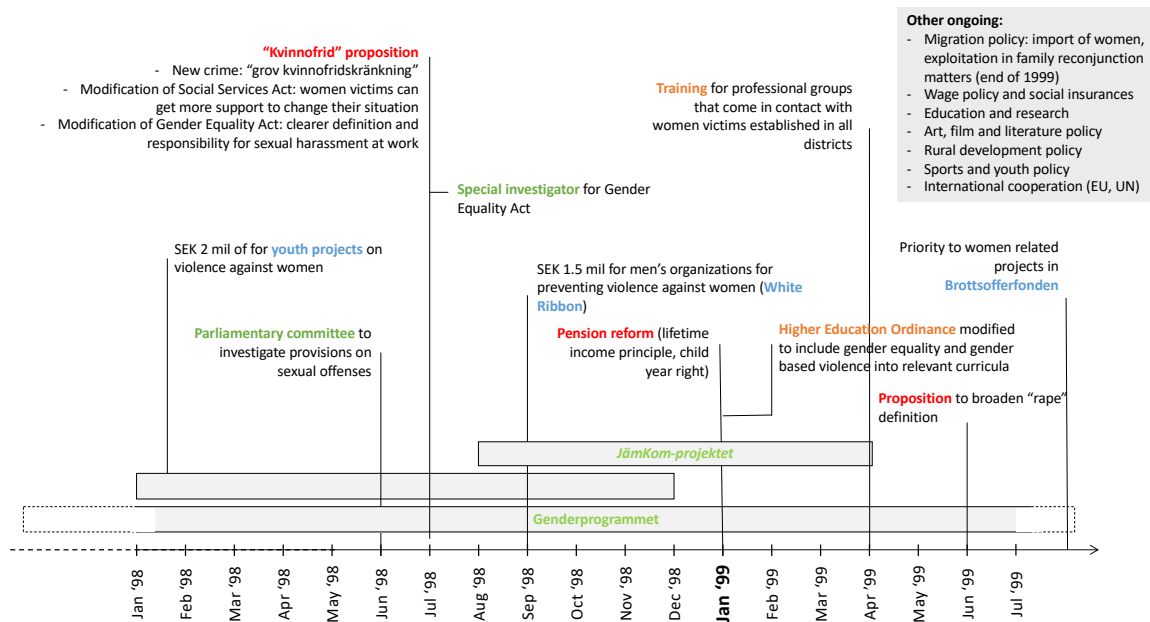 "Kvinnofrid" proposition
- New crime: "grov kvinnofridskränkning"
- Modification of Social Services Act: women victims can
get more support to change their situation
- Modification of Gender Equality Act: clearer definition and
responsibility for sexual harassment at work
Special investigator for Gender
Equality Act
Training for professional groups
that come in contact with
women victims established in all
districts
Other ongoing:
- Migration policy: import of women,
exploitation in family reconjunction
matters (end of 1999)
- Wage policy and social insurances
- Education and research
- Art, film and literature policy
- Rural development policy
- Sports and youth policy
- International cooperation (EU, UN)
SEK 2 mil of for youth projects on
violence against women
Parliamentary committee to
investigate provisions on
sexual offenses
SEK 1.5 mil for men's organizations for
preventing violence against women (White
Ribbon)
Pension reform (lifetime
income principle, child
year right)
Higher Education Ordinance modified
to include gender equality and gender
based violence into relevant curricula
Priority to women related
projects in
Brottsofferfonden
Proposition to broaden "rape"
definition
JämKom-projektet
Genderprogrammet
Jan '98
Feb '98
Mar '98
Apr '98
May '98
Jun '98
Jul '98
Aug '98
Sep '98
Oct '98
Nov '98
Dec '98
Jan '99
Feb '99
Mar '99
Apr '99
May '99
Jun '99
Jul '99